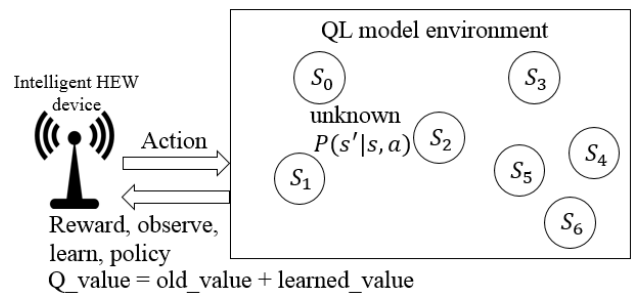 QL model environment
Intelligent HEW
device
Action
S₀
S₃
unknown
P(s′|s, a)
S₂
S₁
S₅
S₄
S₆
Reward, observe,
learn, policy
Q_value = old_value + learned_value